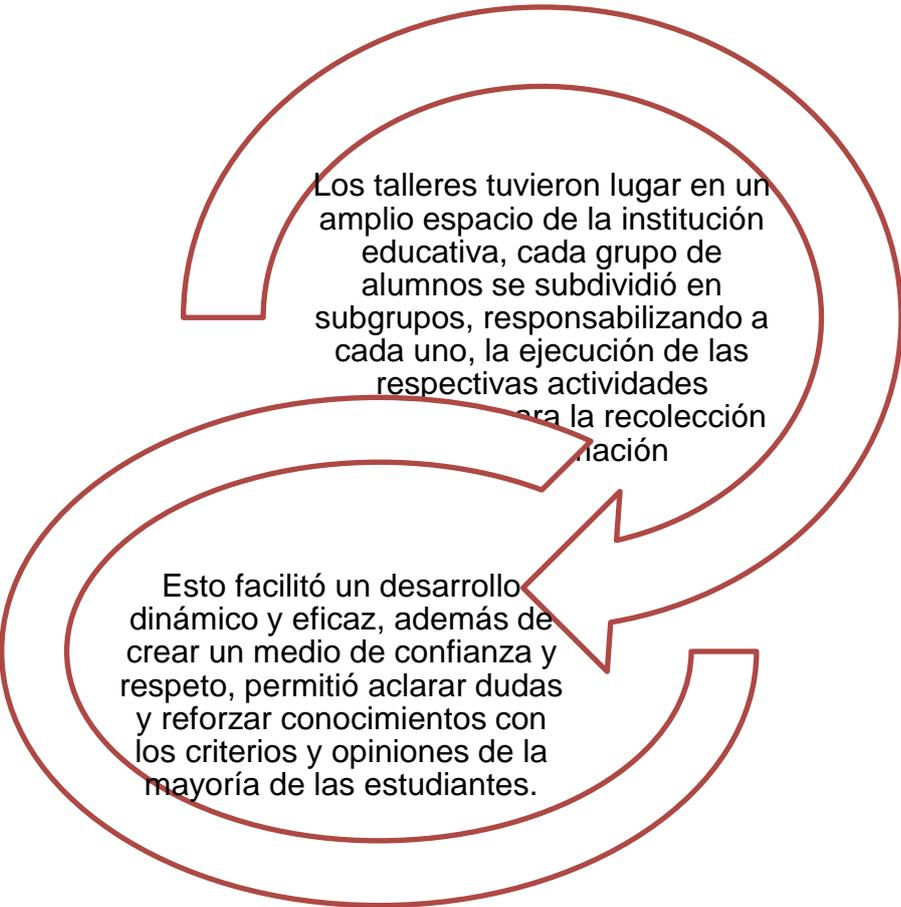 Los talleres tuvieron lugar en un
amplio espacio de la institución
educativa, cada grupo de
alumnos se subdividió en
subgrupos, responsabilizando a
cada uno, la ejecución de las
respectivas actividades
la recolección
Esto facilitó un desarrollo
dinámico y eficaz, además de
crear un medio de confianza y
respeto, permitió aclarar dudas
y reforzar conocimientos con
los criterios y opiniones de la
mayoría de las estudiantes.